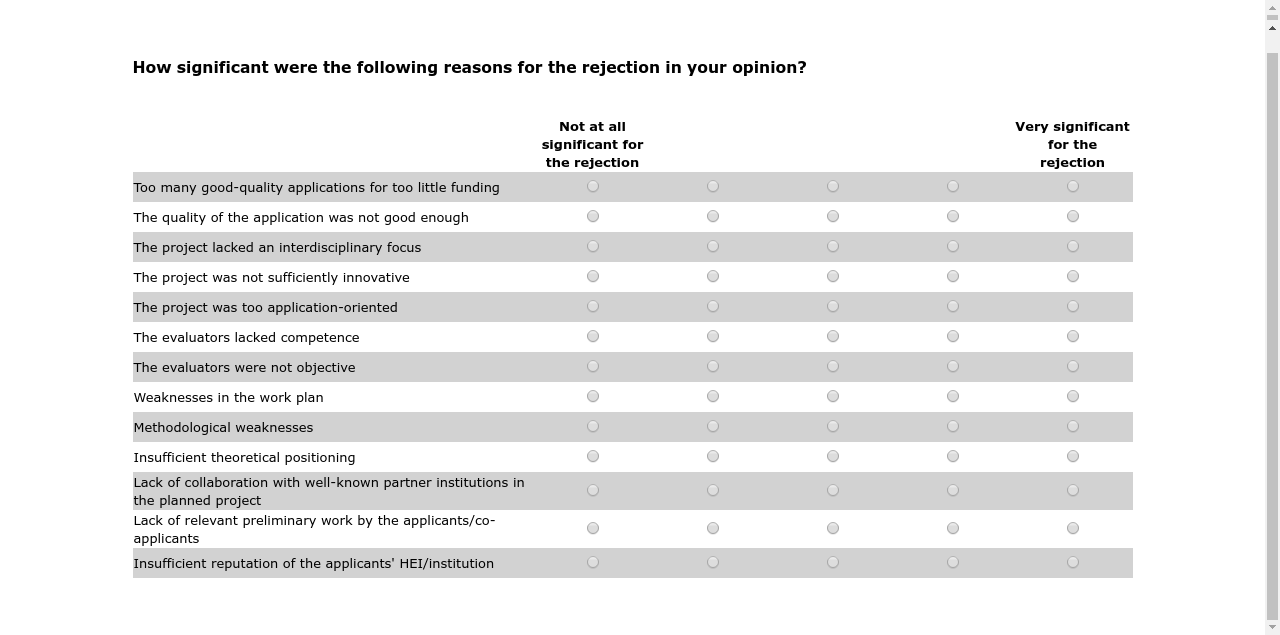 How significant were the following reasons for the rejection in your opinion?
Not at all significant for the rejection
Very significant for the rejection
Too many good-quality applications for too little funding
The quality of the application was not good enough
The project lacked an interdisciplinary focus
The project was not sufficiently innovative
The project was too application-oriented
The evaluators lacked competence
The evaluators were not objective
Weaknesses in the work plan
Methodological weaknesses
Insufficient theoretical positioning
Lack of collaboration with well-known partner institutions in
the planned project
Lack of relevant preliminary work by the applicants/co-
applicants
Insufficient reputation of the applicants' HEI/institution